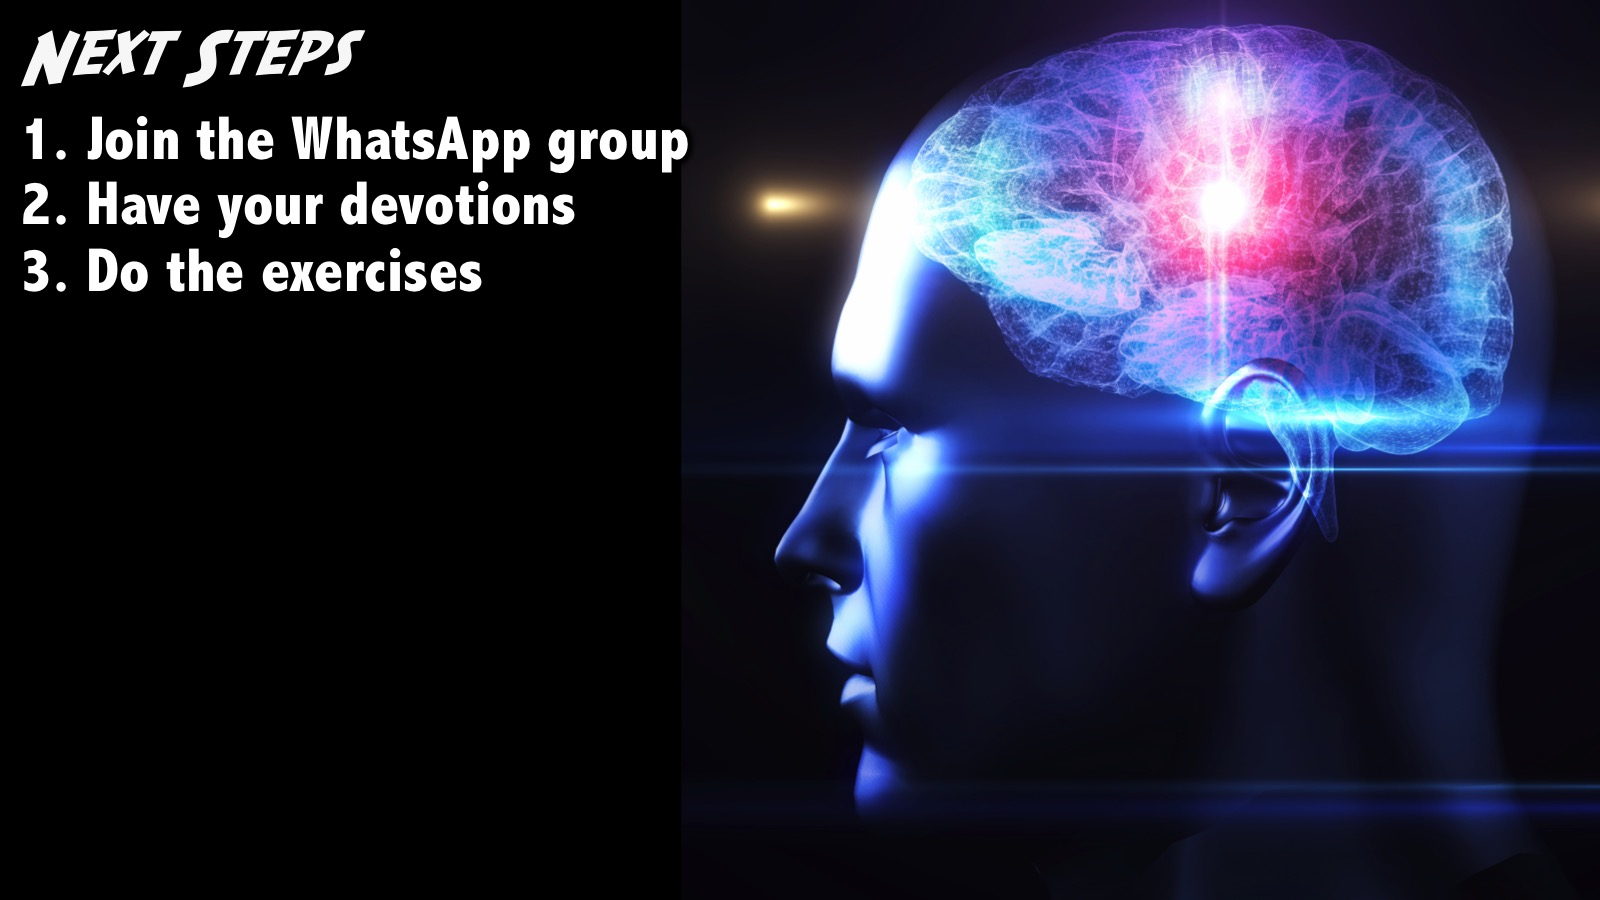 Next Steps
1. Join the WhatsApp group
2. Have your devotions
3. Do the exercises